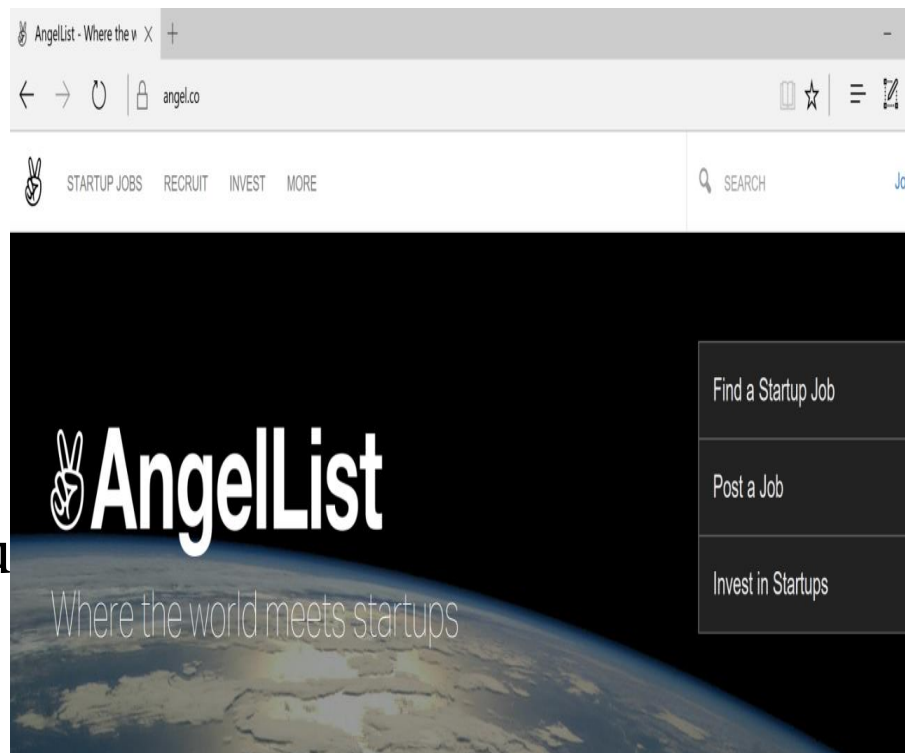 AngelList - Where the w
angel.co
STARTUP JOBS RECRUIT INVEST MORE SEARCH Jo
Find a Startup Job
AngelList
Post a Job
Where the world meets startups
Invest in Startups